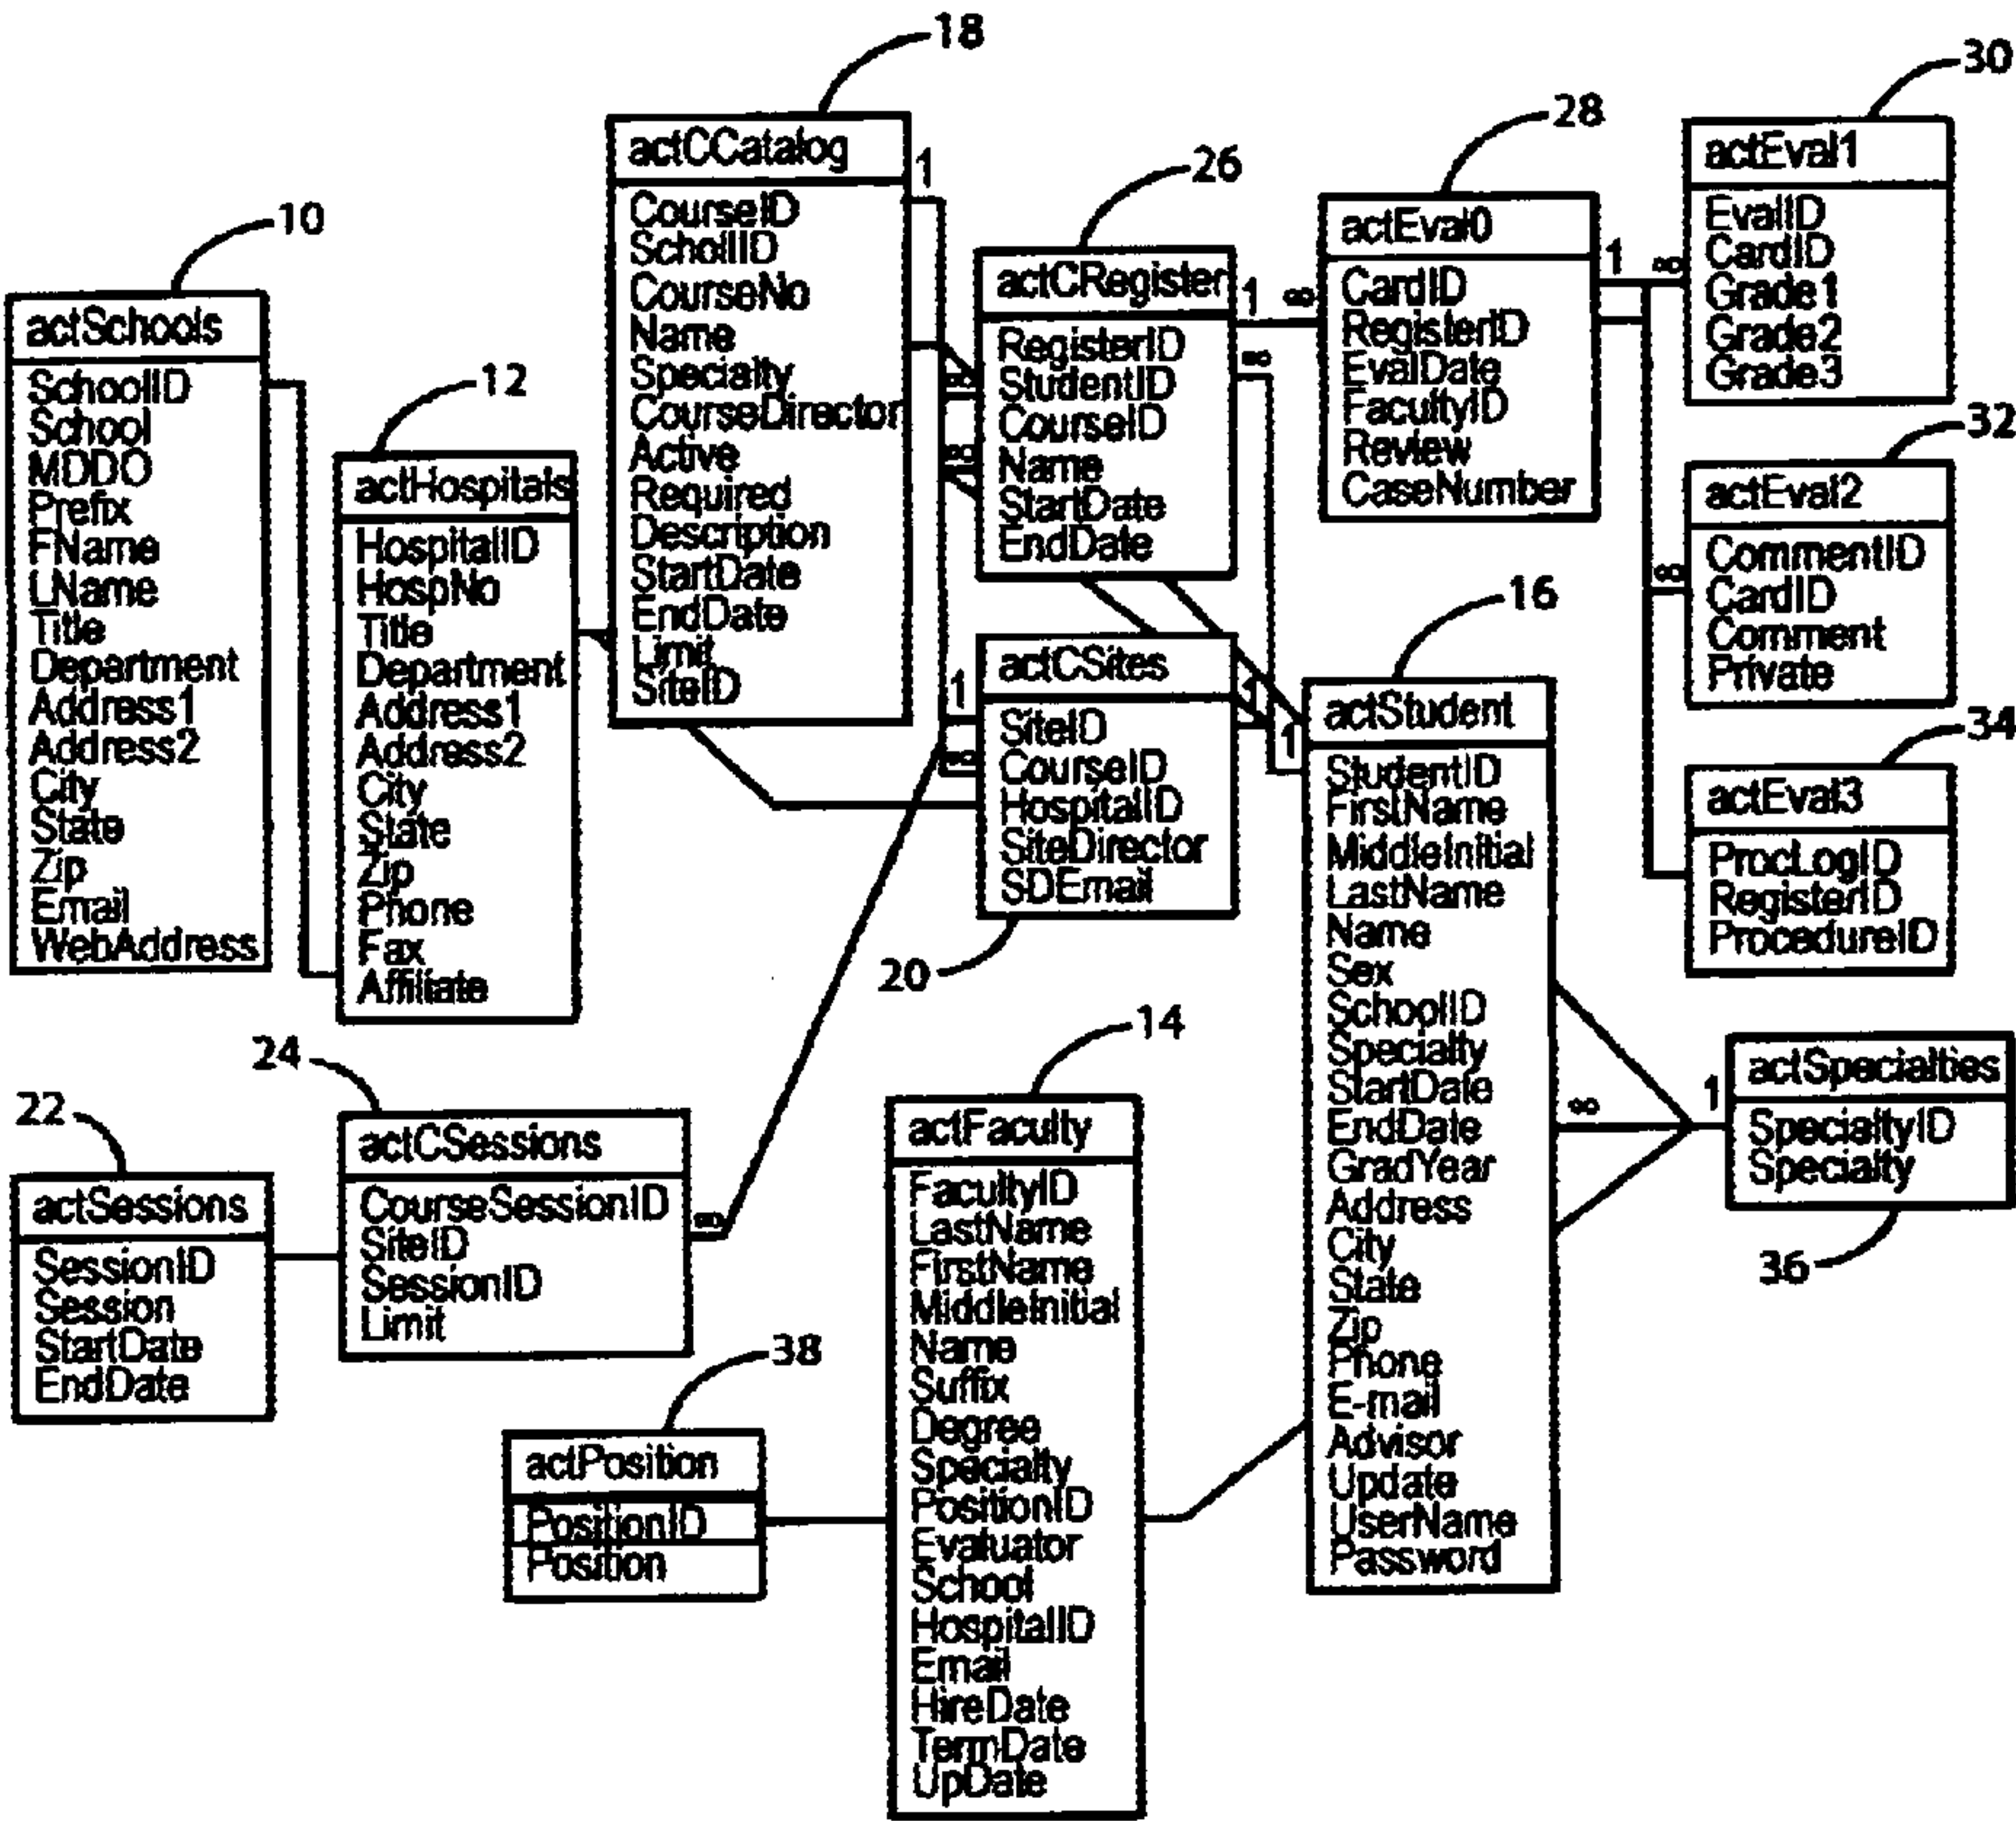 10
actSchools
SchoolID
School
MDDO
Prefix
FName
LName
Title
Department
Address1
Address2
City
State
Zip
Email
WebAddress
12
actHospitals
HospitalID
HospNo
Title
Department
Address1
Address2
City
State
Zip
Phone
Fax
Affiliate
18
actCCatalog
CourseID
ScholIID
CourseNo
Name
Specialty
CourseDirector
Active
Required
Description
StartDate
EndDate
Limit
SiteID
1
26
actCRegister
RegisterID
StudentID
CourseID
Name
StartDate
EndDate
1
∞
∞
∞
∞
28
actEval0
CardID
RegisterID
EvalDate
FacultyID
Review
CaseNumber
1
∞
∞
30
actEval1
EvalID
CardID
Grade1
Grade2
Grade3
32
actEval2
CommentID
CardID
Comment
Private
34
actEval3
ProcLogID
RegisterID
ProcedureID
actCSites
SiteID
CourseID
HospitalID
SiteDirector
SDEmail
20
1
∞
1
1
16
actStudent
StudentID
FirstName
MiddleInitial
LastName
Name
Sex
SchoolID
Specialty
StartDate
EndDate
GradYear
Address
City
State
Zip
Phone
E-mail
Advisor
Update
UserName
Password
∞
1
actSpecialties
SpecialtyID
Specialty
36
22
actSessions
SessionID
Session
StartDate
EndDate
24
actCSessions
CourseSessionID
SiteID
SessionID
Limit
∞
38
actPosition
PositionID
Position
14
actFaculty
FacultyID
LastName
FirstName
MiddleInitial
Name
Suffix
Degree
Specialty
PositionID
Evaluator
School
HospitalID
Email
HireDate
TermDate
UpDate